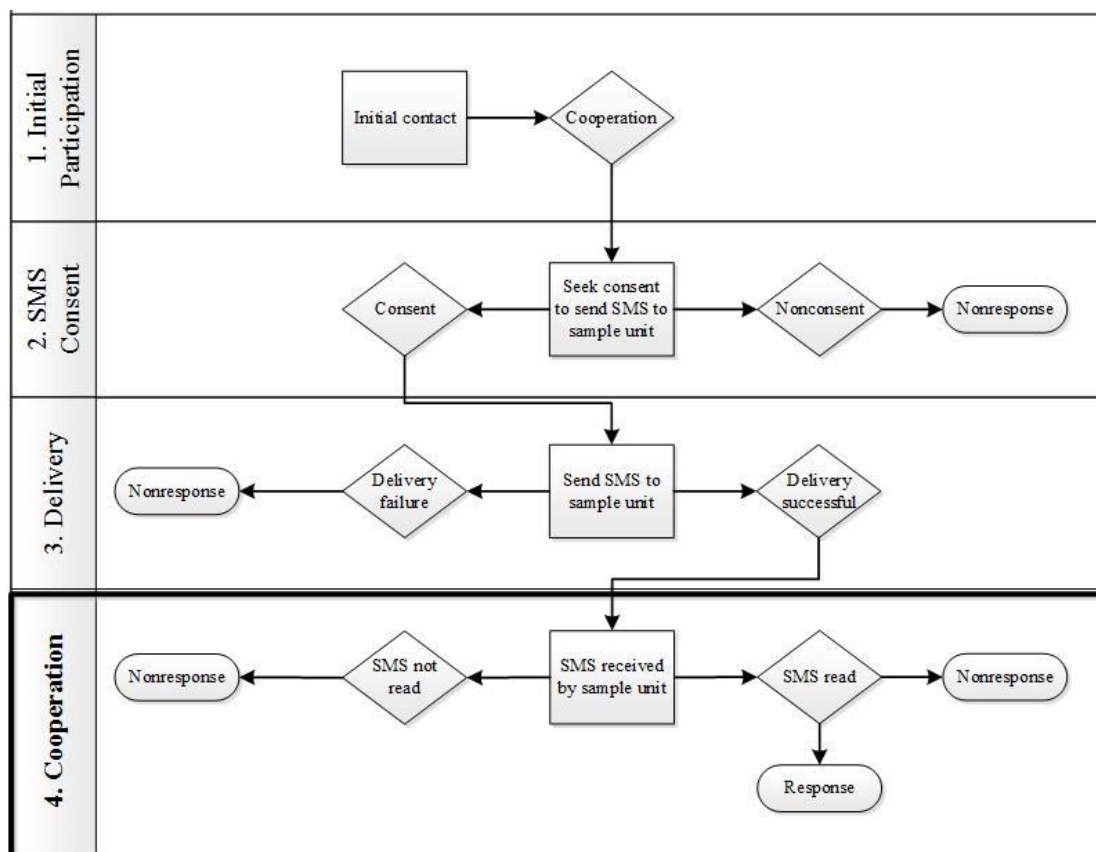 1. Initial
Participation
Initial contact
Cooperation
2. SMS
Consent
Consent
Seek consent
to send SMS to
sample unit
Nonconsent
Nonresponse
3. Delivery
Nonresponse
Delivery
failure
Send SMS to
sample unit
Delivery
successful
4. Cooperation
Nonresponse
SMS not
read
SMS received
by sample unit
SMS read
Nonresponse
Response